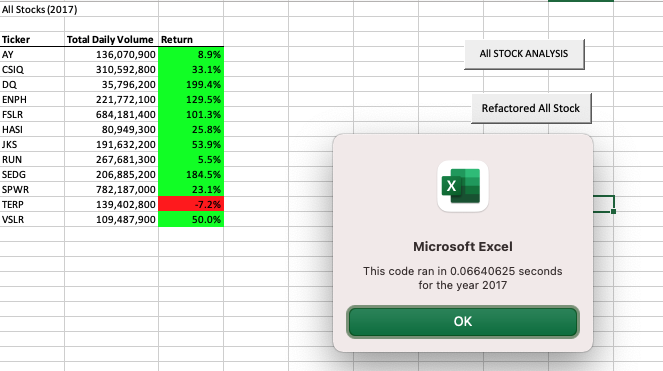 All Stocks (2017)
Ticker Total Daily Volume Return
AY 136,070,900 8.9%
CSIQ 310,592,800 33.1%
DQ 35,796,200 199.4%
ENPH 221,772,100 129.5%
FSLR 684,181,400 101.3%
HASI 80,949,300 25.8%
JKS 191,632,200 53.9%
RUN 267,681,300 5.5%
SEDG 206,885,200 184.5%
SPWR 782,187,000 23.1%
TERP 139,402,800 -7.2%
VSLR 109,487,900 50.0%
All STOCK ANALYSIS
Refactored All Stock
X
Microsoft Excel
This code ran in 0.06640625 seconds
for the year 2017
OK